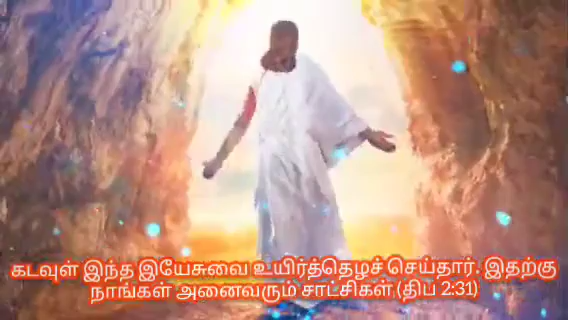 கடவுள் இந்த இயேசுவை உயிர்த்தெழச் செய்தார். இதற்கு
நாங்கள் அனைவரும் சாட்சிகள் (திப 2:31)